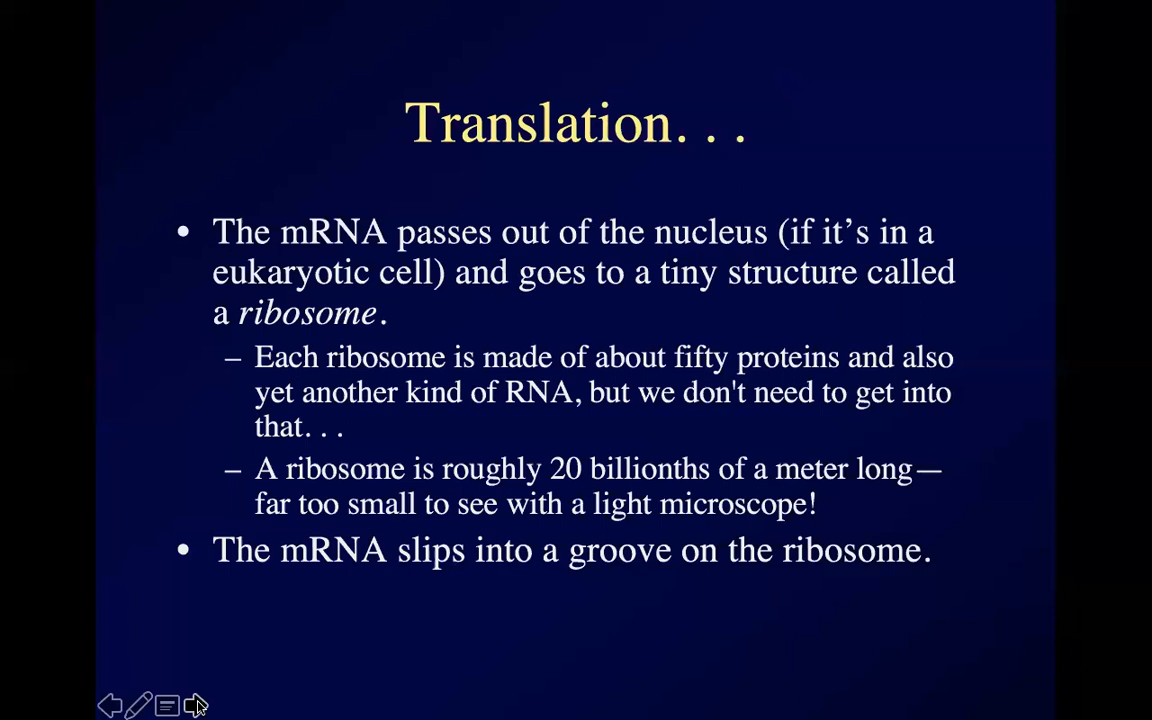 Translation. . .
• The mRNA passes out of the nucleus (if it’s in a
eukaryotic cell) and goes to a tiny structure called
a ribosome.
– Each ribosome is made of about fifty proteins and also
yet another kind of RNA, but we don't need to get into
that. . .
– A ribosome is roughly 20 billionths of a meter long—
far too small to see with a light microscope!
• The mRNA slips into a groove on the ribosome.